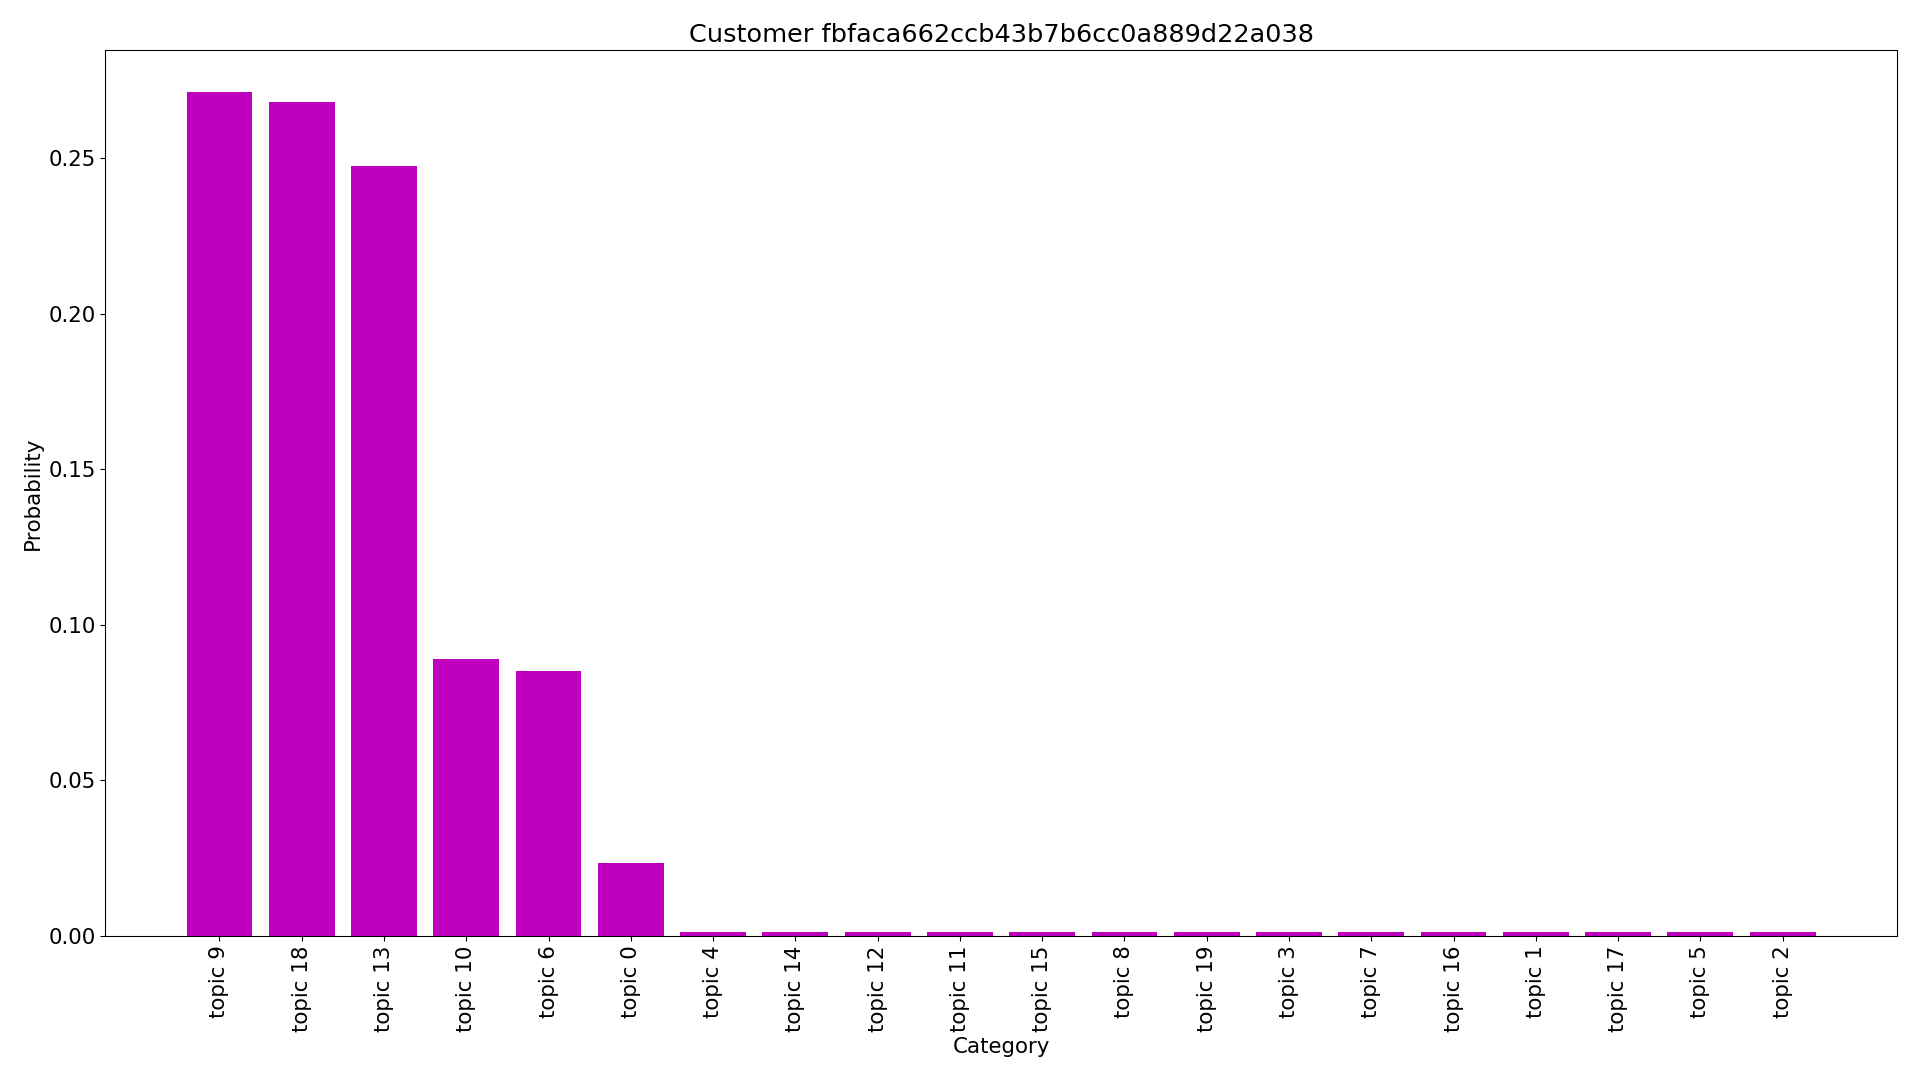 Customer fbfaca662ccb43b7b6cc0a889d22a038
Probability
0.25
0.20
0.15
0.10
0.05
0.00
topic 9
topic 18
topic 13
topic 10
topic 6
topic 0
topic 4
topic 14
topic 12
topic 11
topic 15
topic 8
topic 19
topic 3
topic 7
topic 16
topic 1
topic 17
topic 5
topic 2
Category